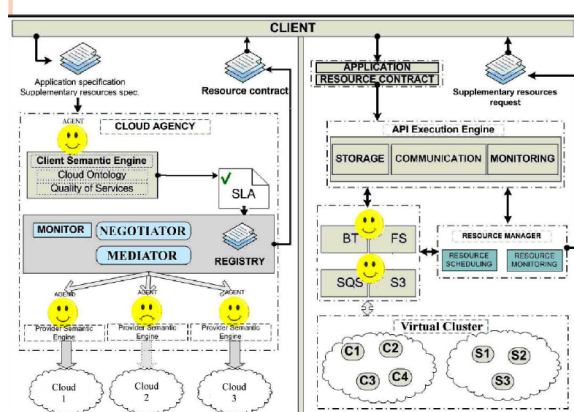 CLIENT
Application specification
Supplementary resources spec.
Resource contract
AGENT
CLOUD AGENCY
Client Semantic Engine
Cloud Ontology
Quality of Services
SLA
MONITOR
NEGOTIATOR
MEDIATOR
REGISTRY
AGENT
AGENT
AGENT
Provider Semantic
Engine
Provider Semantic
Engine
Provider Semantic
Engine
Cloud
1
Cloud
2
Cloud
3
APPLICATION
RESOURCE CONTRACT
Supplementary resources
request
API Execution Engine
STORAGE
COMMUNICATION
MONITORING
BT
FS
SQS
S3
RESOURCE MANAGER
RESOURCE
SCHEDULING
RESOURCE
MONITORING
Virtual Cluster
C1
C2
C3
C4
S1
S2
S3